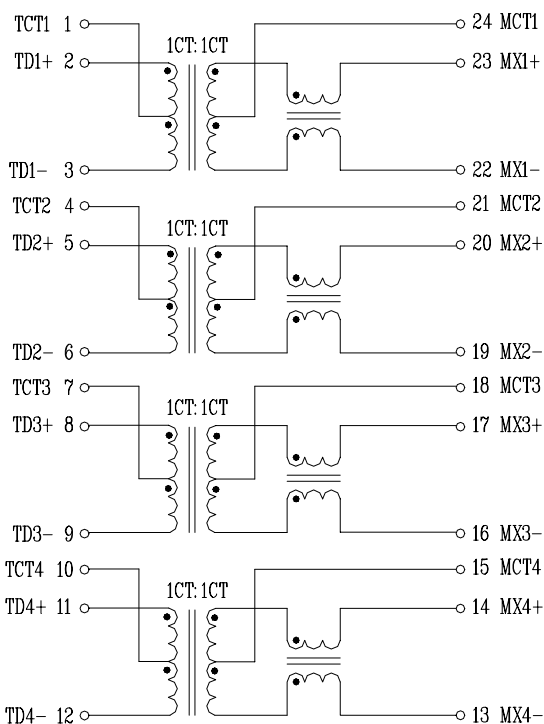 TCT1 1 24 MCT1
1CT:1CT
TD1+ 2 23 MX1+
TD1- 3 22 MX1-
TCT2 4 21 MCT2
1CT:1CT
TD2+ 5 20 MX2+
TD2- 6 19 MX2-
TCT3 7 18 MCT3
1CT:1CT
TD3+ 8 17 MX3+
TD3- 9 16 MX3-
TCT4 10 15 MCT4
1CT:1CT
TD4+ 11 14 MX4+
TD4- 12 13 MX4-